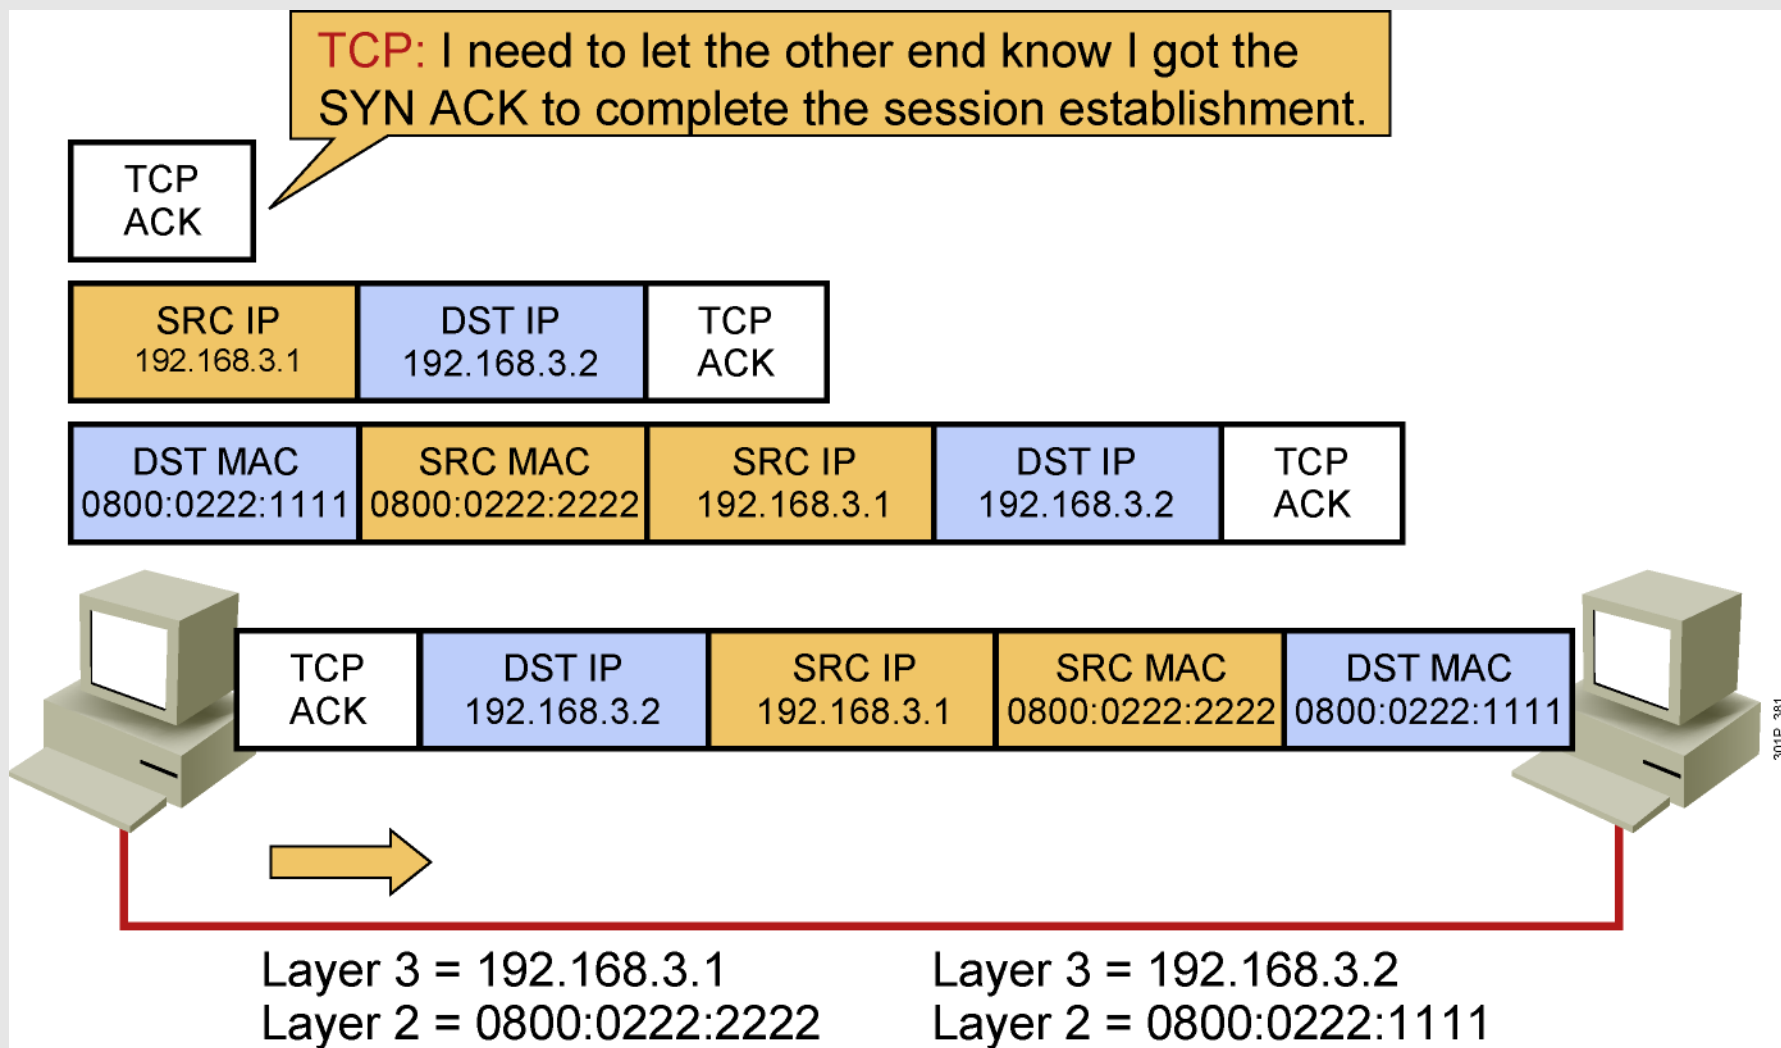 TCP: I need to let the other end know I got the
SYN ACK to complete the session establishment.
TCP
ACK
SRC IP
192.168.3.1
DST IP
192.168.3.2
TCP
ACK
DST MAC
0800:0222:1111
SRC MAC
0800:0222:2222
SRC IP
192.168.3.1
DST IP
192.168.3.2
TCP
ACK
TCP
ACK
DST IP
192.168.3.2
SRC IP
192.168.3.1
SRC MAC
0800:0222:2222
DST MAC
0800:0222:1111
301P_381
Layer 3 = 192.168.3.1
Layer 2 = 0800:0222:2222
Layer 3 = 192.168.3.2
Layer 2 = 0800:0222:1111